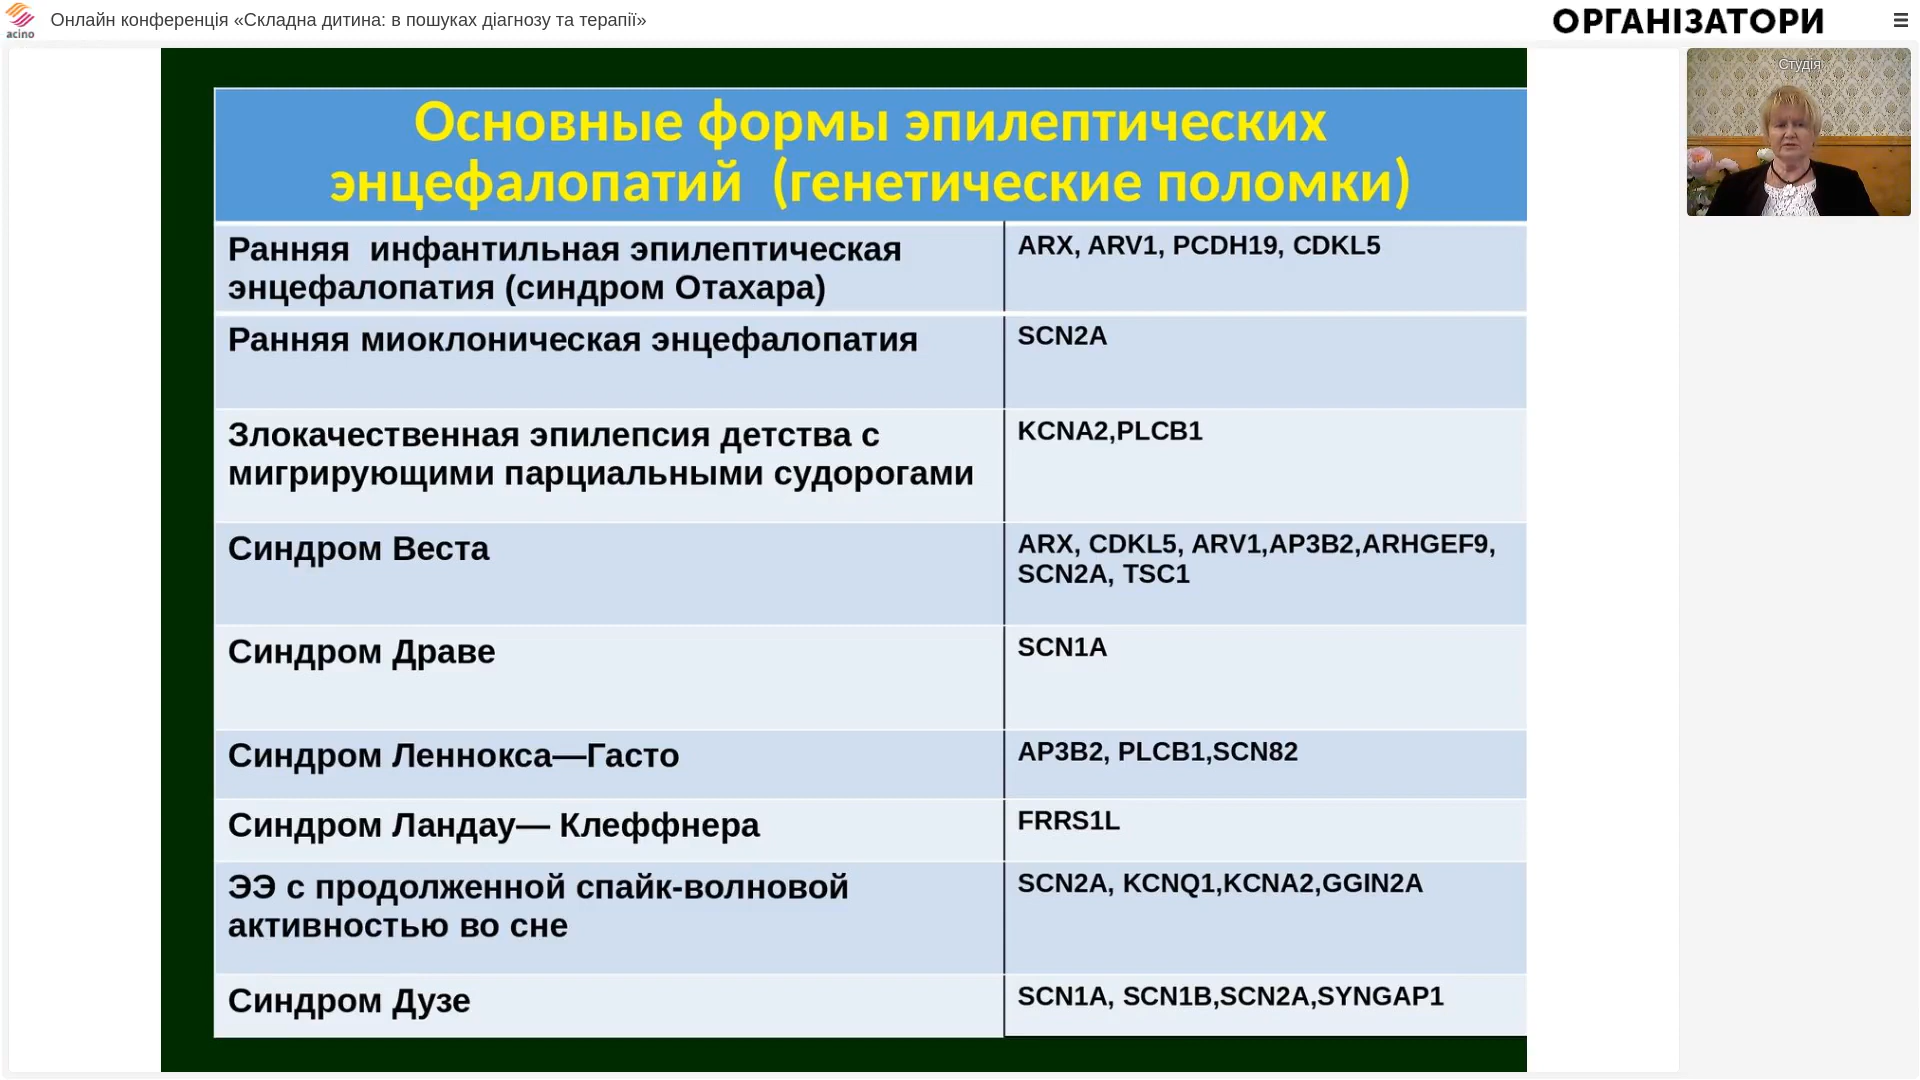 acino
Онлайн конференція «Складна дитина: в пошуках діагнозу та терапії»
ОРГАНІЗАТОРИ
Студія
Основные формы эпилептических
энцефалопатий (генетические поломки)
Ранняя инфантильная эпилептическая
энцефалопатия (синдром Отахара)
ARX, ARV1, PCDH19, CDKL5
Ранняя миоклоническая энцефалопатия
SCN2A
Злокачественная эпилепсия детства с
мигрирующими парциальными судорогами
KCNA2,PLCB1
Синдром Веста
ARX, CDKL5, ARV1,AP3B2,ARHGEF9,
SCN2A, TSC1
Синдром Драве
SCN1A
Синдром Леннокса—Гасто
AP3B2, PLCB1,SCN82
Синдром Ландау— Клеффнера
FRRS1L
ЭЭ с продолженной спайк-волновой
активностью во сне
SCN2A, KCNQ1,KCNA2,GGIN2A
Синдром Дузе
SCN1A, SCN1B,SCN2A,SYNGAP1